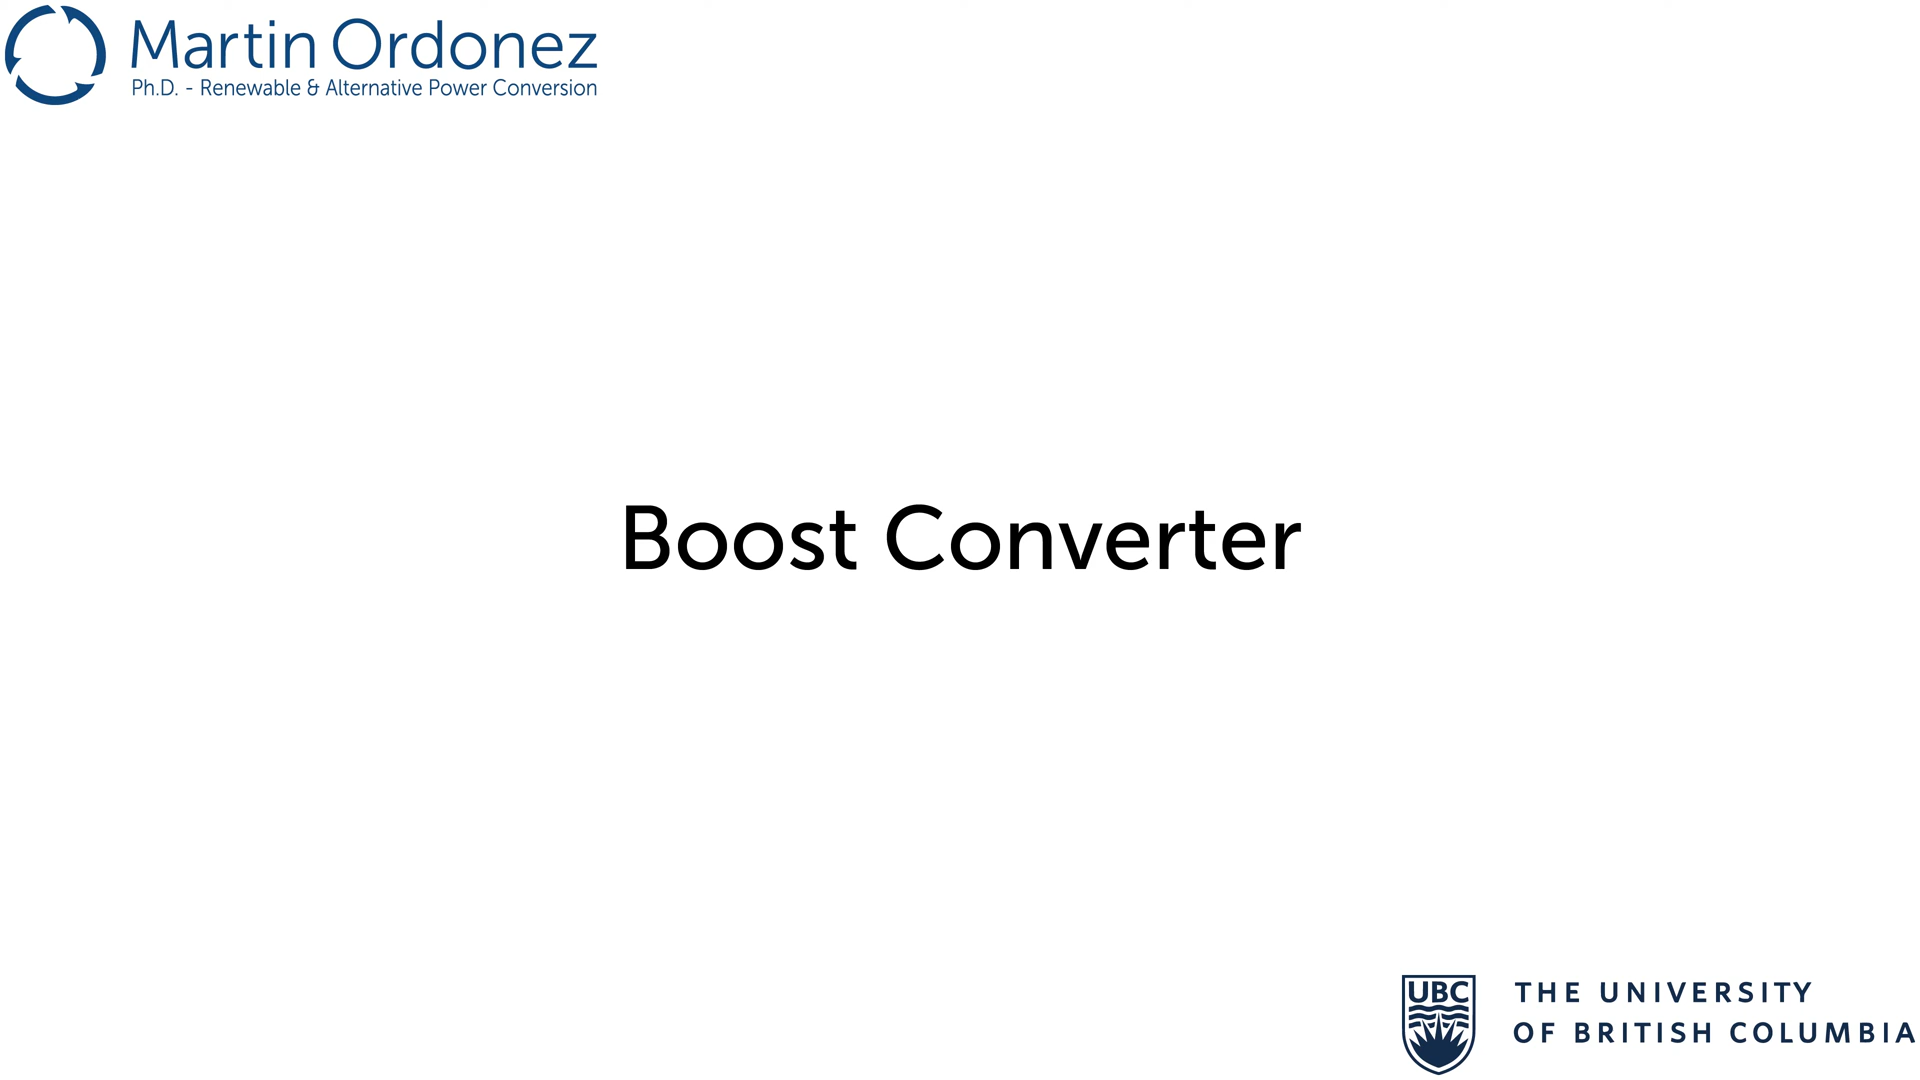 Martin Ordonez
Ph.D. - Renewable & Alternative Power Conversion
Boost Converter
UBC
THE UNIVERSITY
OF BRITISH COLUMBIA